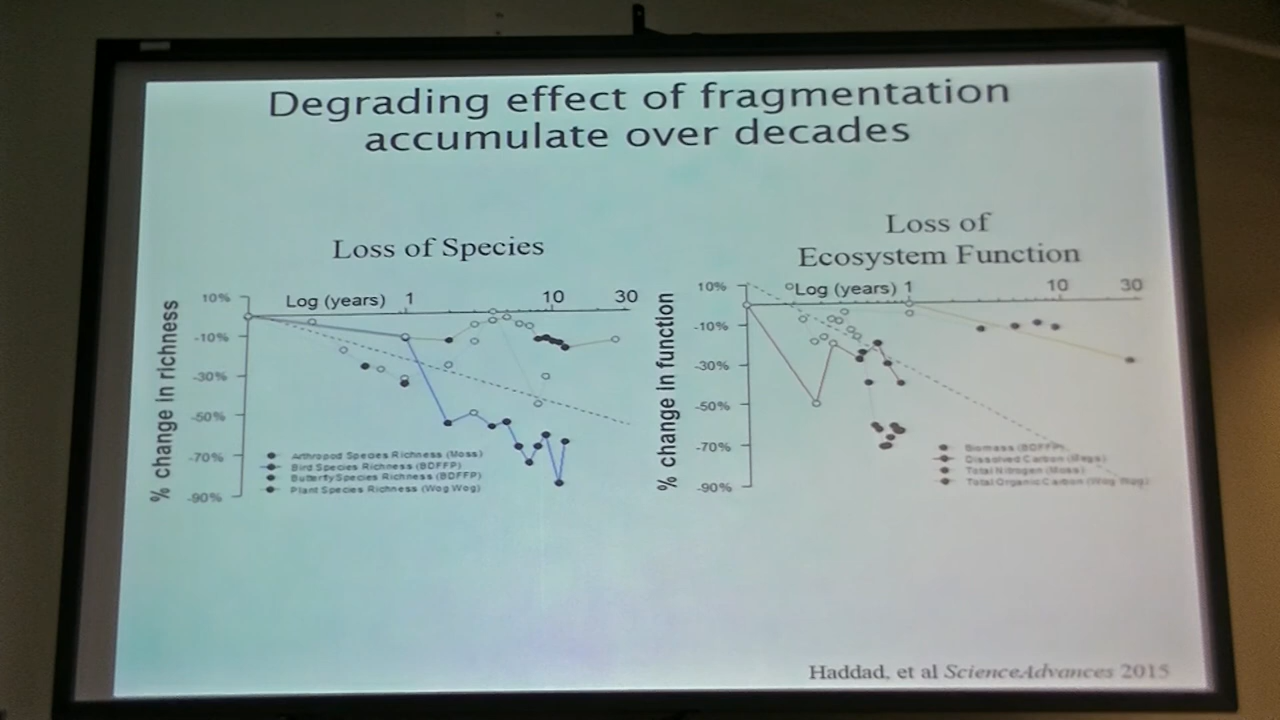 Degrading effect of fragmentation
accumulate over decades
Loss of Species
10%
-10%
-30%
-50%
-70%
-90%
% change in richness
Log (years)
1
10
30
Arthropod Species Richness (Moss)
Bird Species Richness (BDFFP)
Butterfly Species Richness (BDFFP)
Plant Species Richness (Wog Wog)
Loss of
Ecosystem Function
10%
-10%
-30%
-50%
-70%
-90%
% change in function
Log (years)
1
10
30
Biomass (BDFFP)
Dissolved Carbon
Total Nitrogen (Moss)
Total Organic Carbon (Wog Wog)
Haddad, et al ScienceAdvances 2015